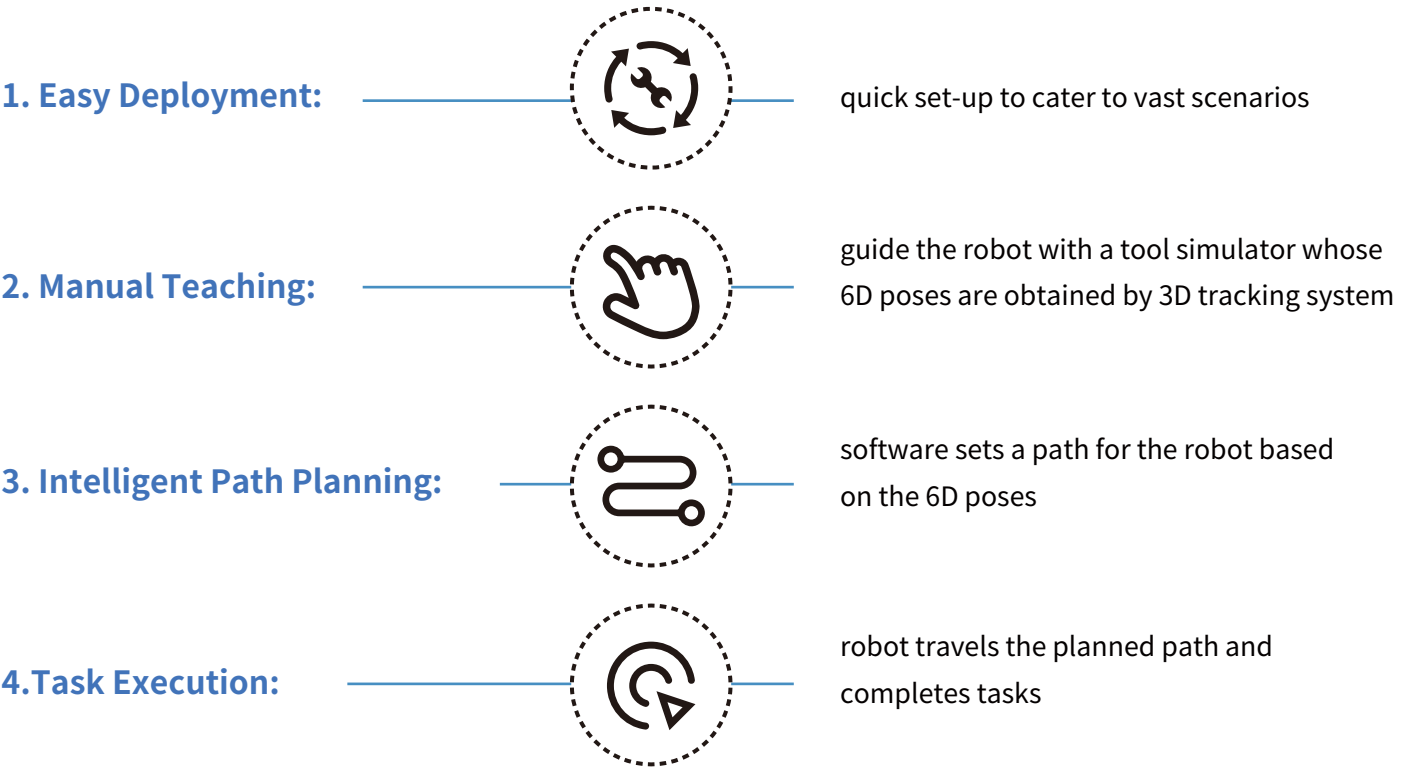 1. Easy Deployment:
quick set-up to cater to vast scenarios
2. Manual Teaching:
guide the robot with a tool simulator whose
6D poses are obtained by 3D tracking system
3. Intelligent Path Planning:
software sets a path for the robot based
on the 6D poses
4.Task Execution:
robot travels the planned path and
completes tasks